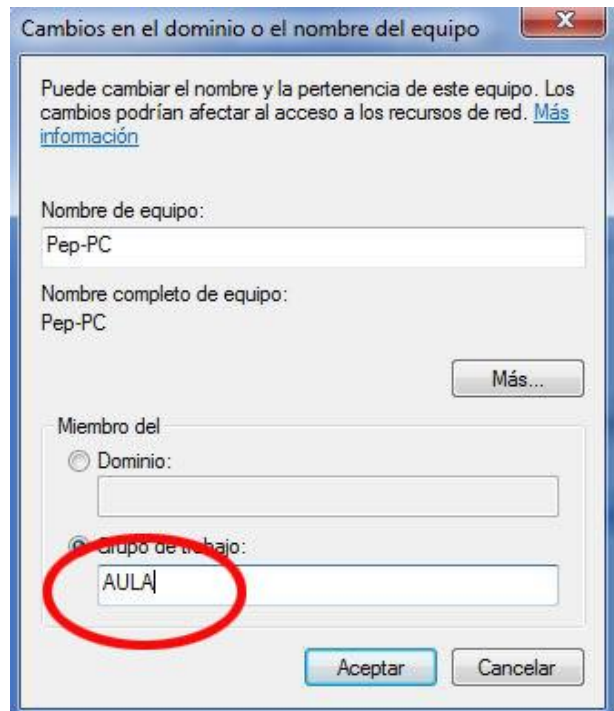 Cambios en el dominio o el nombre del equipo
Puede cambiar el nombre y la pertenencia de este equipo. Los
cambios podrían afectar al acceso a los recursos de red. Más
información
Nombre de equipo:
Pep-PC
Nombre completo de equipo:
Pep-PC
Más...
Miembro del
Dominio:
Grupo de trabajo:
AULA
Aceptar
Cancelar